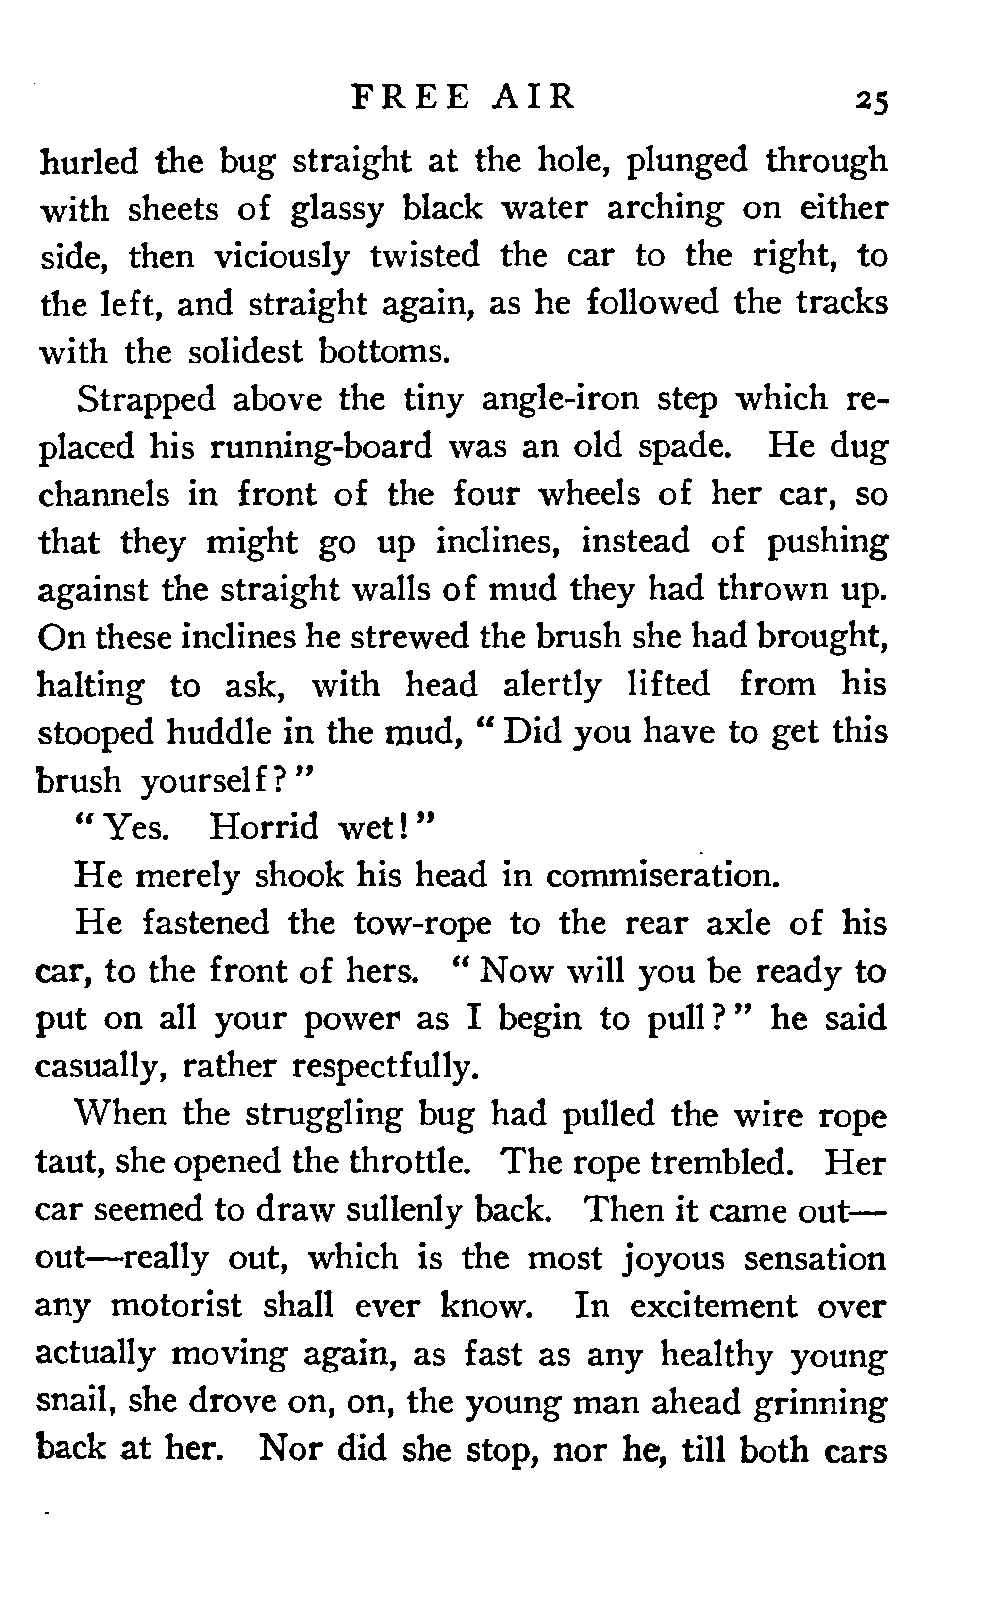 FREE AIR 25
hurled the bug straight at the hole, plunged through
with sheets of glassy black water arching on either
side, then viciously twisted the car to the right, to
the left, and straight again, as he followed the tracks
with the solidest bottoms.
Strapped above the tiny angle-iron step which re-
placed his running-board was an old spade. He dug
channels in front of the four wheels of her car, so
that they might go up inclines, instead of pushing
against the straight walls of mud they had thrown up.
On these inclines he strewed the brush she had brought,
halting to ask, with head alertly lifted from his
stooped huddle in the mud, “ Did you have to get this
brush yourself? ”
“ Yes. Horrid wet! ”
He merely shook his head in commiseration.
He fastened the tow-rope to the rear axle of his
car, to the front of hers. “ Now will you be ready to
put on all your power as I begin to pull? ” he said
casually, rather respectfully.
When the struggling bug had pulled the wire rope
taut, she opened the throttle. The rope trembled. Her
car seemed to draw sullenly back. Then it came out—
out—really out, which is the most joyous sensation
any motorist shall ever know. In excitement over
actually moving again, as fast as any healthy young
snail, she drove on, on, the young man ahead grinning
back at her. Nor did she stop, nor he, till both cars